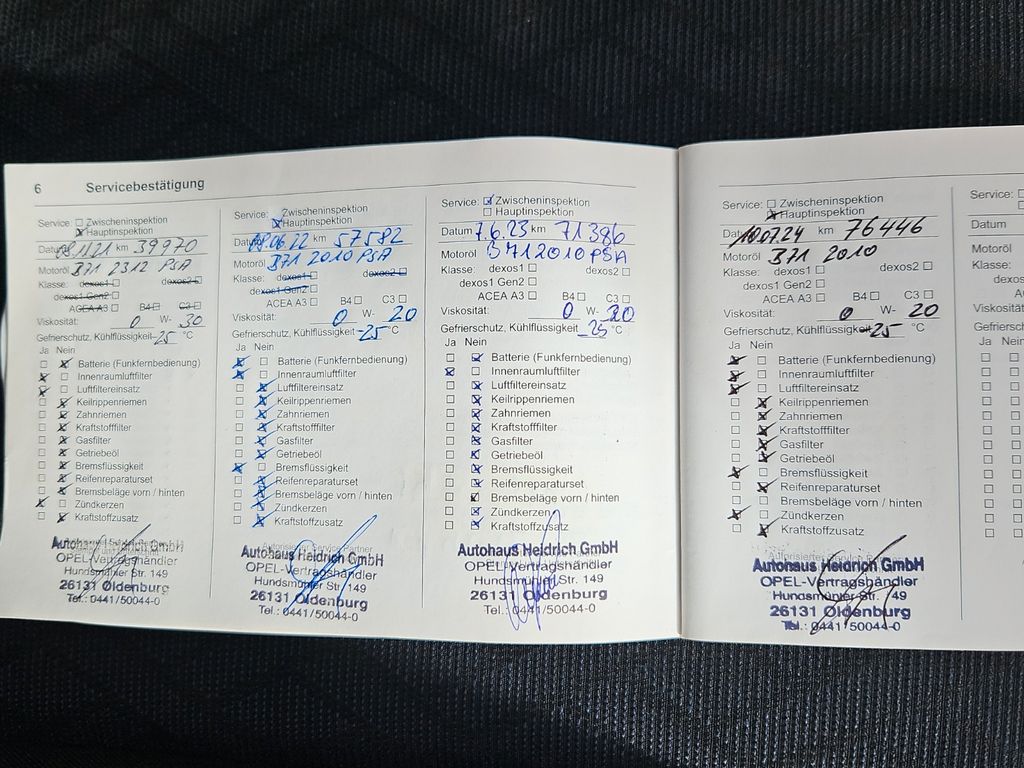 6 Servicebestätigung
Service: ☐ Zwischeninspektion
☒ Hauptinspektion
Datum 08.11.21 km 39970
Motoröl B71 2312 PSA
Klasse: dexos1 ☐ dexos2 ☐
dexos1 Gen2 ☐
ACEA A3 ☐ B4 ☐ C3 ☐
Viskosität: 0 W- 30
Gefrierschutz, Kühlflüssigkeit -25 °C
Ja Nein
☐ ☒ Batterie (Funkfernbedienung)
☒ ☐ Innenraumluftfilter
☒ ☐ Luftfiltereinsatz
☐ ☒ Keilrippenriemen
☐ ☒ Zahnriemen
☐ ☒ Kraftstofffilter
☐ ☒ Gasfilter
☐ ☒ Getriebeöl
☐ ☒ Bremsflüssigkeit
☐ ☒ Reifenreparaturset
☐ ☒ Bremsbeläge vorn / hinten
☒ ☐ Zündkerzen
☐ ☒ Kraftstoffzusatz
Autohaus Heidrich GmbH
OPEL-Vertragshändler
Hundsmühler Str. 149
26131 Oldenburg
Tel.: 0441/50044-0
Service: Zwischeninspektion
☒ Hauptinspektion
Datum 09.06.22 km 57582
Motoröl B71 2010 PSA
Klasse: dexos1 ☐ dexos2 ☐
dexos1 Gen2 ☐
ACEA A3 ☐ B4 ☐ C3 ☐
Viskosität: 0 W- 20
Gefrierschutz, Kühlflüssigkeit -25 °C
Ja Nein
☒ ☐ Batterie (Funkfernbedienung)
☒ ☐ Innenraumluftfilter
☐ ☒ Luftfiltereinsatz
☐ ☒ Keilrippenriemen
☐ ☒ Zahnriemen
☐ ☒ Kraftstofffilter
☐ ☒ Gasfilter
☐ ☒ Getriebeöl
☒ ☐ Bremsflüssigkeit
☐ ☒ Reifenreparaturset
☐ ☒ Bremsbeläge vorn / hinten
☐ ☒ Zündkerzen
☐ ☒ Kraftstoffzusatz
Autorisierter Service Partner
Autohaus Heidrich GmbH
OPEL-Vertragshändler
Hundsmühler Str. 149
26131 Oldenburg
Tel.: 0441/50044-0
Service: ☒ Zwischeninspektion
☐ Hauptinspektion
Datum 7.6.23 km 71386
Motoröl B712010PSA
Klasse: dexos1 ☐ dexos2 ☐
dexos1 Gen2 ☐
ACEA A3 ☐ B4 ☐ C3 ☐
Viskosität: 0 W- 20
Gefrierschutz, Kühlflüssigkeit -25 °C
Ja Nein
☐ ☒ Batterie (Funkfernbedienung)
☒ ☐ Innenraumluftfilter
☐ ☒ Luftfiltereinsatz
☐ ☒ Keilrippenriemen
☐ ☒ Zahnriemen
☐ ☒ Kraftstofffilter
☐ ☒ Gasfilter
☐ ☒ Getriebeöl
☐ ☒ Bremsflüssigkeit
☐ ☒ Reifenreparaturset
☐ ☒ Bremsbeläge vorn / hinten
☐ ☒ Zündkerzen
☐ ☒ Kraftstoffzusatz
Autohaus Heidrich GmbH
OPEL-Vertragshändler
Hundsmühler Str. 149
26131 Oldenburg
Tel.: 0441/50044-0
Service: ☐ Zwischeninspektion
☒ Hauptinspektion
Datum 10.07.24 km 76446
Motoröl B71 2010
Klasse: dexos1 ☐ dexos2 ☐
dexos1 Gen2 ☐
ACEA A3 ☐ B4 ☐ C3 ☐
Viskosität: 0 W- 20
Gefrierschutz, Kühlflüssigkeit -25 °C
Ja Nein
☒ ☐ Batterie (Funkfernbedienung)
☒ ☐ Innenraumluftfilter
☒ ☐ Luftfiltereinsatz
☐ ☒ Keilrippenriemen
☐ ☒ Zahnriemen
☐ ☒ Kraftstofffilter
☐ ☒ Gasfilter
☐ ☒ Getriebeöl
☒ ☐ Bremsflüssigkeit
☐ ☒ Reifenreparaturset
☐ ☐ Bremsbeläge vorn / hinten
☒ ☐ Zündkerzen
☐ ☒ Kraftstoffzusatz
Autorisierter Service
Autohaus Heidrich GmbH
OPEL-Vertragshändler
Hundsmühler Str. 149
26131 Oldenburg
Tel.: 0441/50044-0
Service: ☐
☐
Datum
Motoröl
Klasse:
Viskosität:
Ja Nein